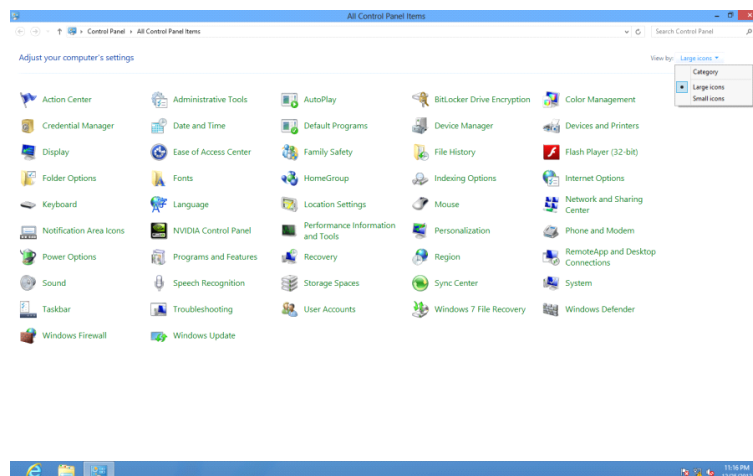 All Control Panel Items
Control Panel All Control Panel Items
Search Control Panel
Adjust your computer's settings
View by: Large icons
Category
Large icons
Small icons
Action Center
Administrative Tools
AutoPlay
BitLocker Drive Encryption
Color Management
Credential Manager
Date and Time
Default Programs
Device Manager
Devices and Printers
Display
Ease of Access Center
Family Safety
File History
Flash Player (32-bit)
Folder Options
Fonts
HomeGroup
Indexing Options
Internet Options
Keyboard
Language
Location Settings
Mouse
Network and Sharing
Center
Notification Area Icons
NVIDIA Control Panel
Performance Information
and Tools
Personalization
Phone and Modem
Power Options
Programs and Features
Recovery
Region
RemoteApp and Desktop
Connections
Sound
Speech Recognition
Storage Spaces
Sync Center
System
Taskbar
Troubleshooting
User Accounts
Windows 7 File Recovery
Windows Defender
Windows Firewall
Windows Update
11:16 PM